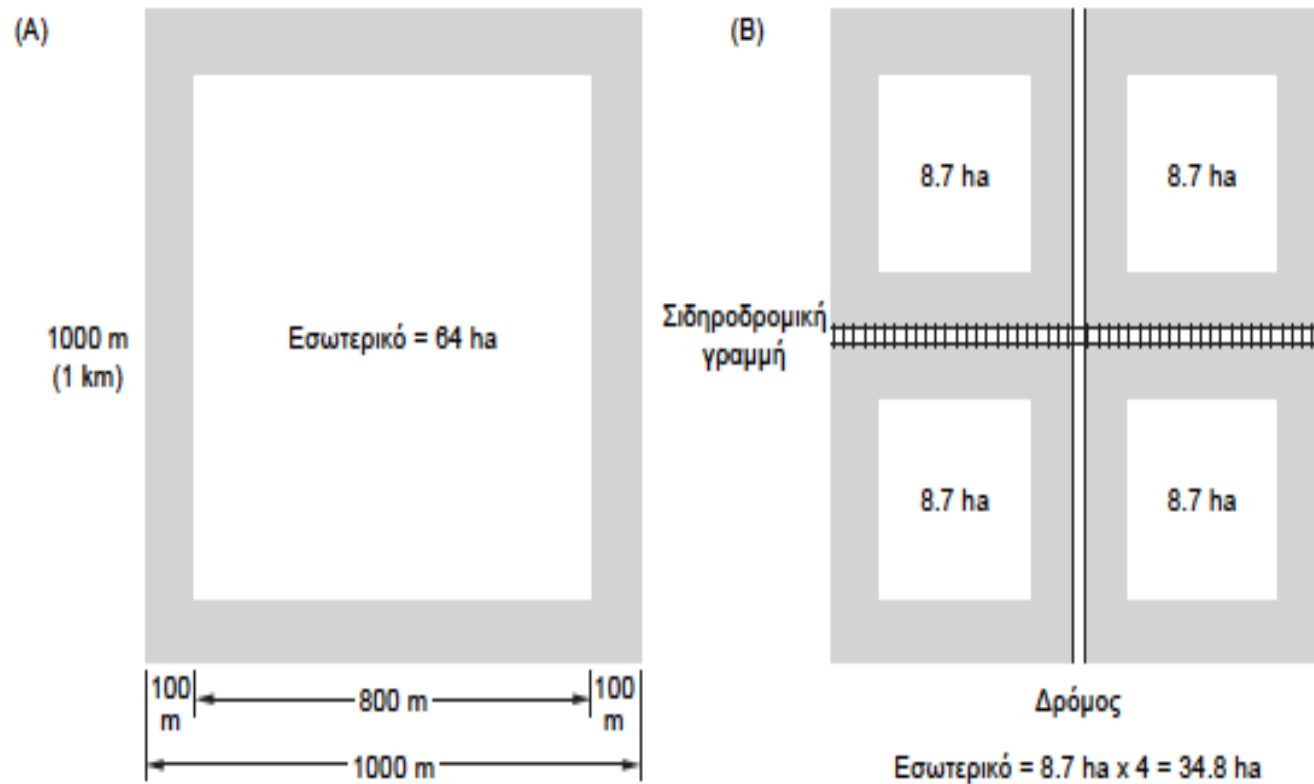 (A)
1000 m
(1 km)
Εσωτερικό = 64 ha
100
m
800 m
100
m
1000 m
(B)
8.7 ha
8.7 ha
Σιδηροδρομική
γραμμή
8.7 ha
8.7 ha
Δρόμος
Εσωτερικό = 8.7 ha x 4 = 34.8 ha